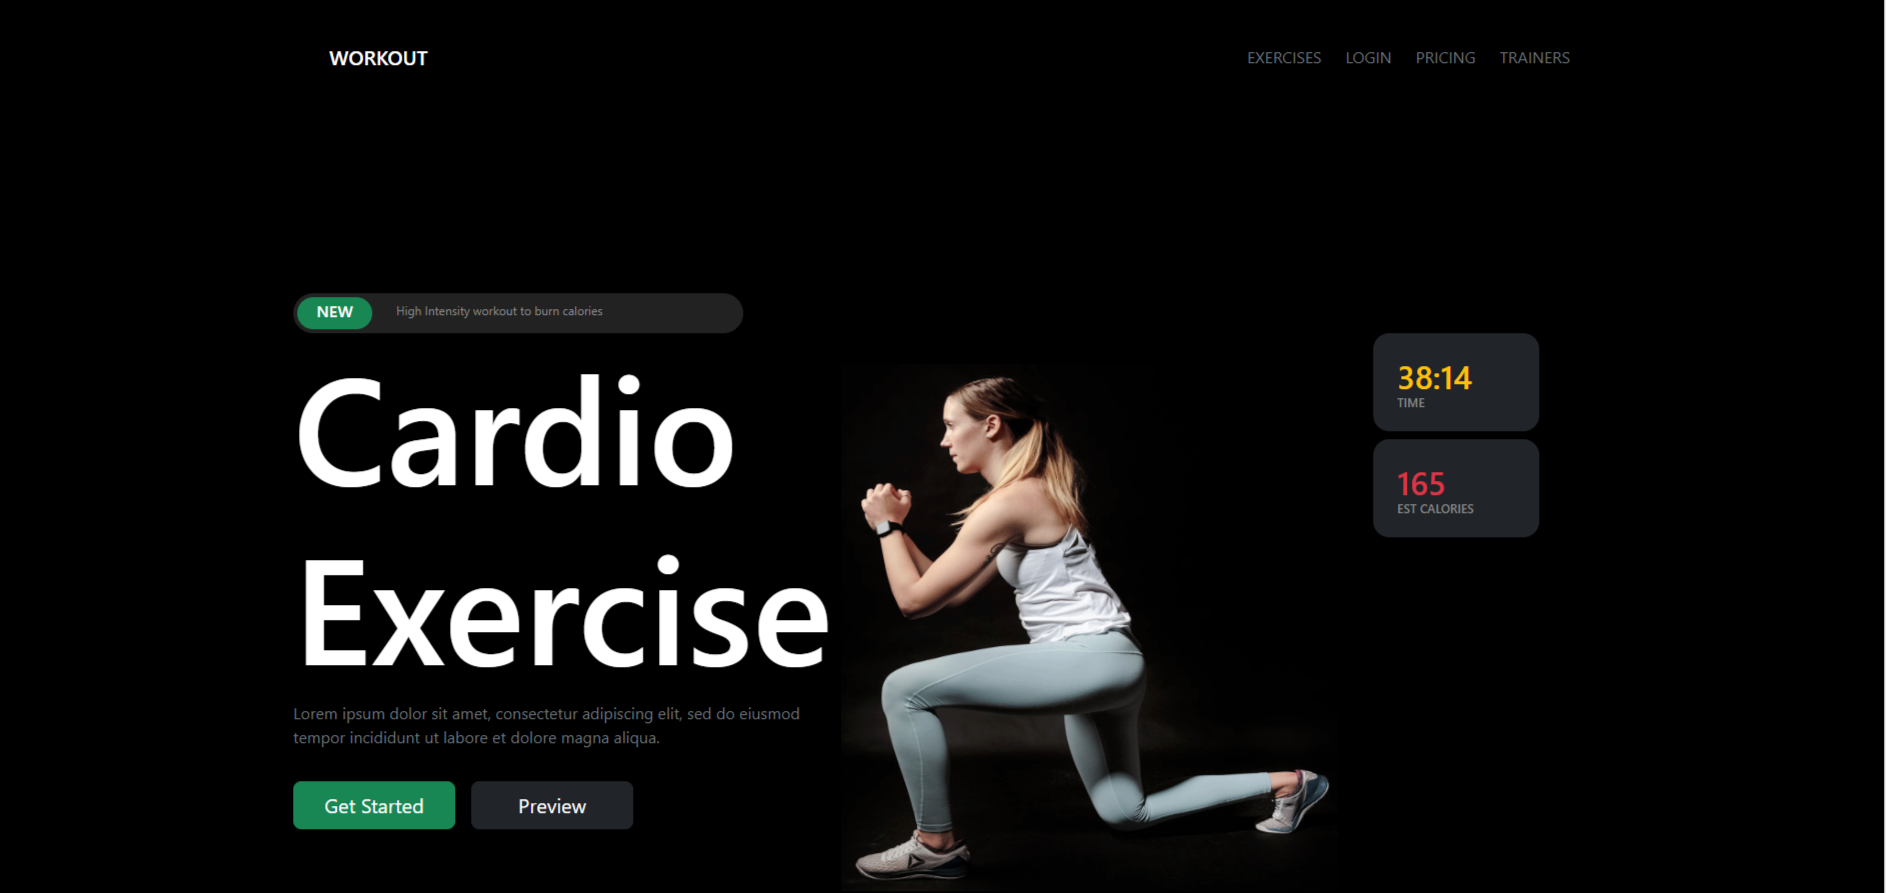 WORKOUT
EXERCISES LOGIN PRICING TRAINERS
NEW High Intensity workout to burn calories
Cardio
Exercise
Lorem ipsum dolor sit amet, consectetur adipiscing elit, sed do eiusmod
tempor incididunt ut labore et dolore magna aliqua.
Get Started Preview
38:14
TIME
165
EST CALORIES